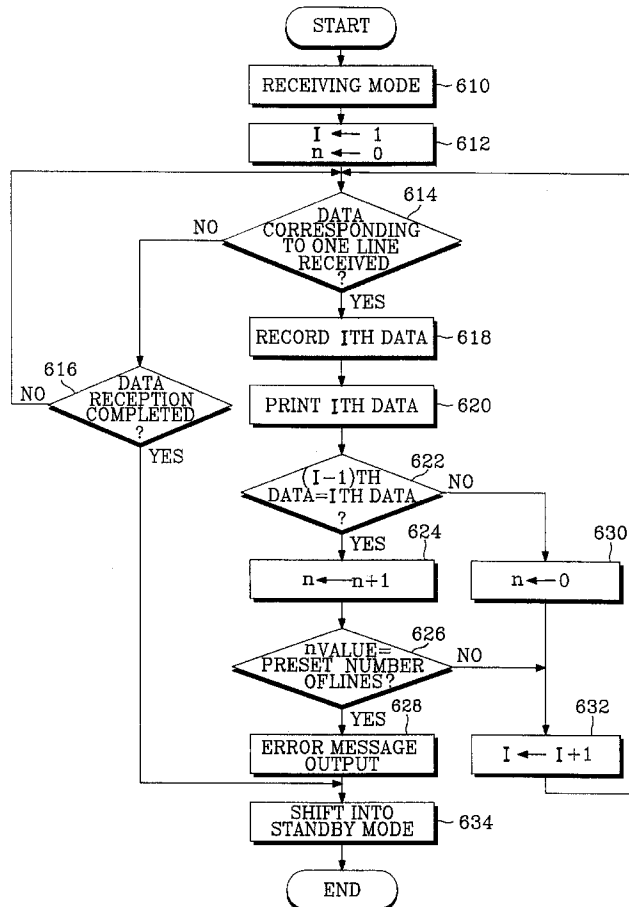 START
RECEIVING MODE
610
I ← 1
n ← 0
612
614
DATA
CORRESPONDING
TO ONE LINE
RECEIVED
?
NO
YES
RECORD ITH DATA
618
616
DATA
RECEPTION
COMPLETED
?
NO
YES
PRINT ITH DATA
620
622
(I-1)TH
DATA=ITH DATA
?
NO
YES
624
n ← n+1
630
n ← 0
626
nVALUE=
PRESET NUMBER
OFLINES?
NO
YES
628
ERROR MESSAGE
OUTPUT
632
I ← I+1
SHIFT INTO
STANDBY MODE
634
END